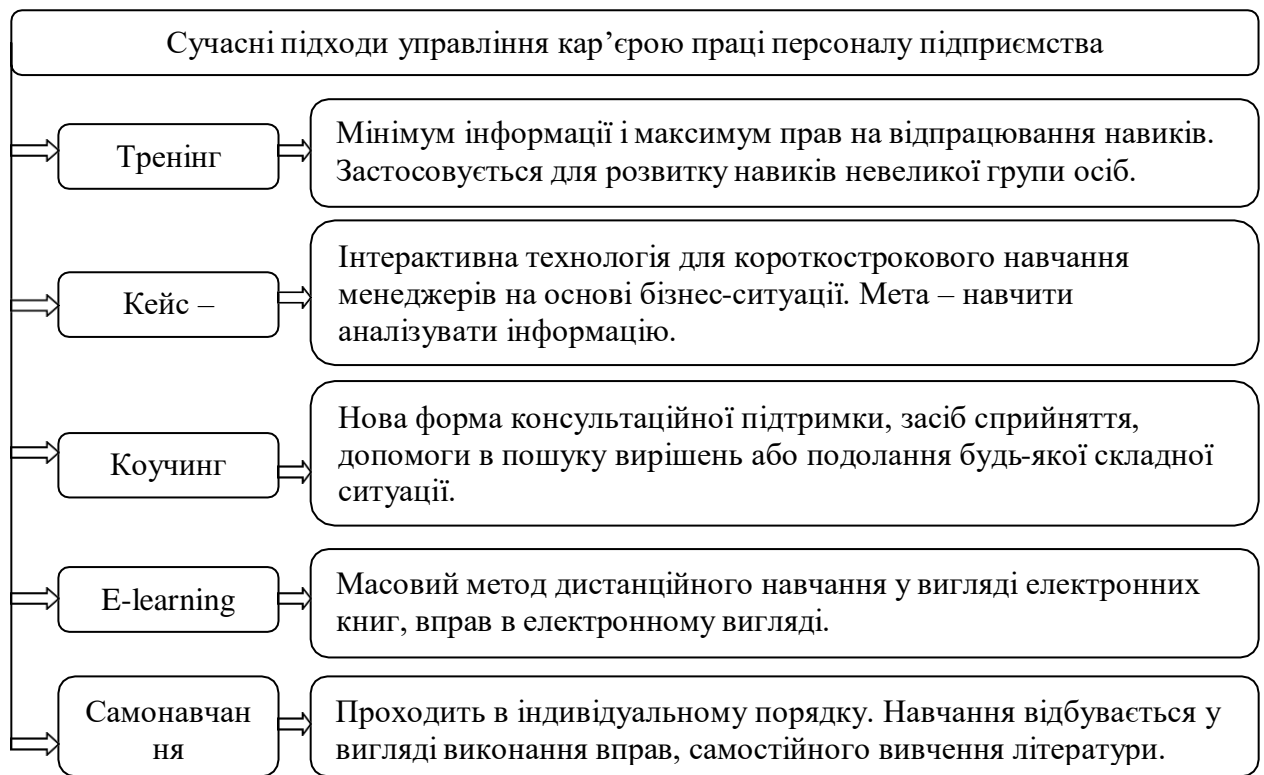 Сучасні підходи управління кар’єрою праці персоналу підприємства
Тренінг
Мінімум інформації і максимум прав на відпрацювання навиків.
Застосовується для розвитку навиків невеликої групи осіб.
Кейс –
Інтерактивна технологія для короткострокового навчання
менеджерів на основі бізнес-ситуації. Мета – навчити
аналізувати інформацію.
Коучинг
Нова форма консультаційної підтримки, засіб сприйняття,
допомоги в пошуку вирішень або подолання будь-якої складної
ситуації.
E-learning
Масовий метод дистанційного навчання у вигляді електронних
книг, вправ в електронному вигляді.
Самонавчан
ня
Проходить в індивідуальному порядку. Навчання відбувається у
вигляді виконання вправ, самостійного вивчення літератури.